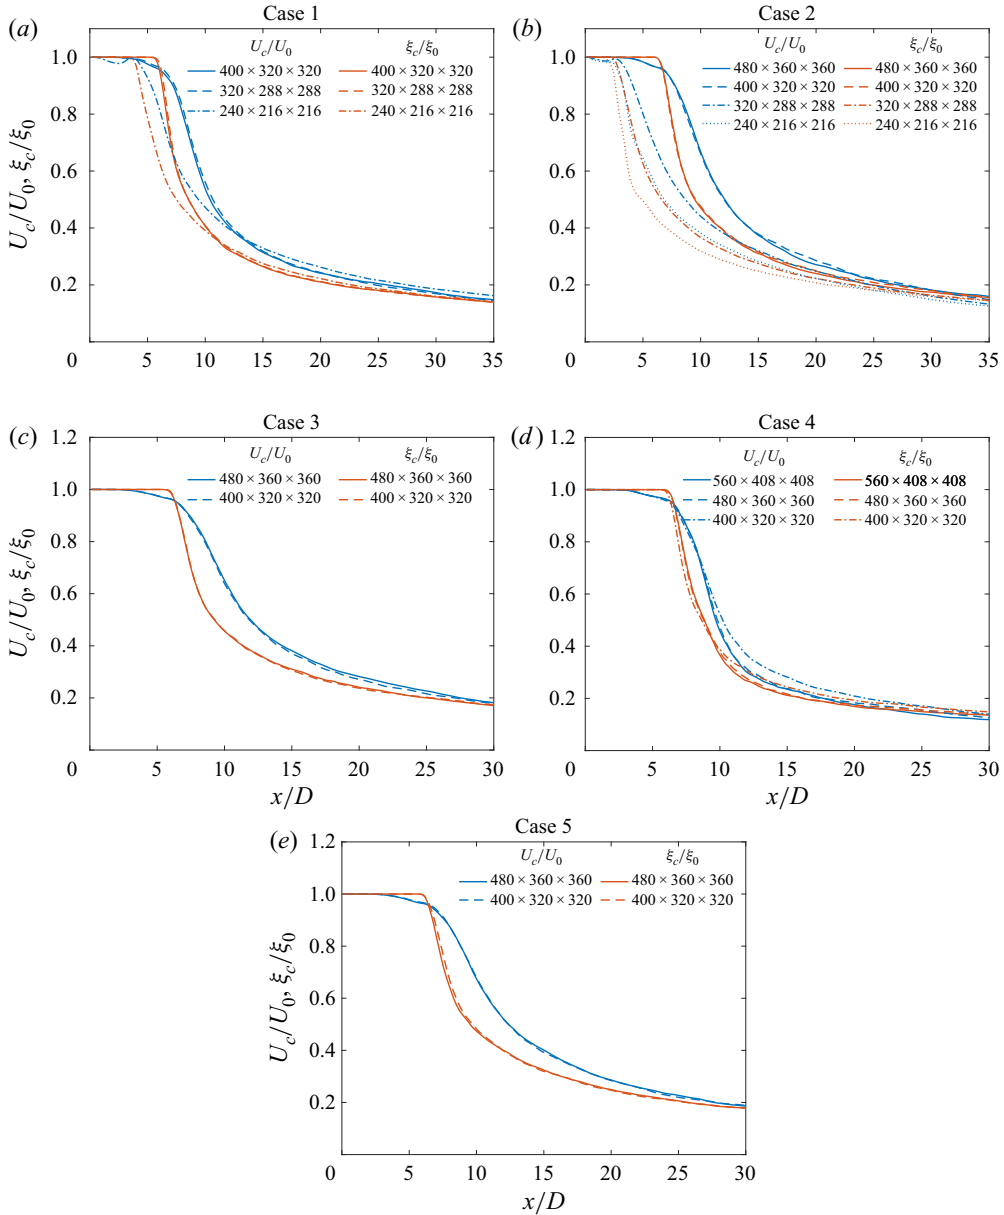 Case 1
(a)
U_c/U_0 ξ_c/ξ_0
400 × 320 × 320 400 × 320 × 320
320 × 288 × 288 320 × 288 × 288
240 × 216 × 216 240 × 216 × 216
U_c/U_0, ξ_c/ξ_0
1.0
0.8
0.6
0.4
0.2
0 5 10 15 20 25 30 35
Case 2
(b)
U_c/U_0 ξ_c/ξ_0
480 × 360 × 360 480 × 360 × 360
400 × 320 × 320 400 × 320 × 320
320 × 288 × 288 320 × 288 × 288
240 × 216 × 216 240 × 216 × 216
1.0
0.8
0.6
0.4
0.2
0 5 10 15 20 25 30 35
Case 3
(c)
U_c/U_0 ξ_c/ξ_0
480 × 360 × 360 480 × 360 × 360
400 × 320 × 320 400 × 320 × 320
U_c/U_0, ξ_c/ξ_0
1.2
1.0
0.8
0.6
0.4
0.2
0 5 10 15 20 25 30
x/D
Case 4
(d)
U_c/U_0 ξ_c/ξ_0
560 × 408 × 408 560 × 408 × 408
480 × 360 × 360 480 × 360 × 360
400 × 320 × 320 400 × 320 × 320
1.2
1.0
0.8
0.6
0.4
0.2
0 5 10 15 20 25 30
x/D
Case 5
(e)
U_c/U_0 ξ_c/ξ_0
480 × 360 × 360 480 × 360 × 360
400 × 320 × 320 400 × 320 × 320
U_c/U_0, ξ_c/ξ_0
1.2
1.0
0.8
0.6
0.4
0.2
0 5 10 15 20 25 30
x/D